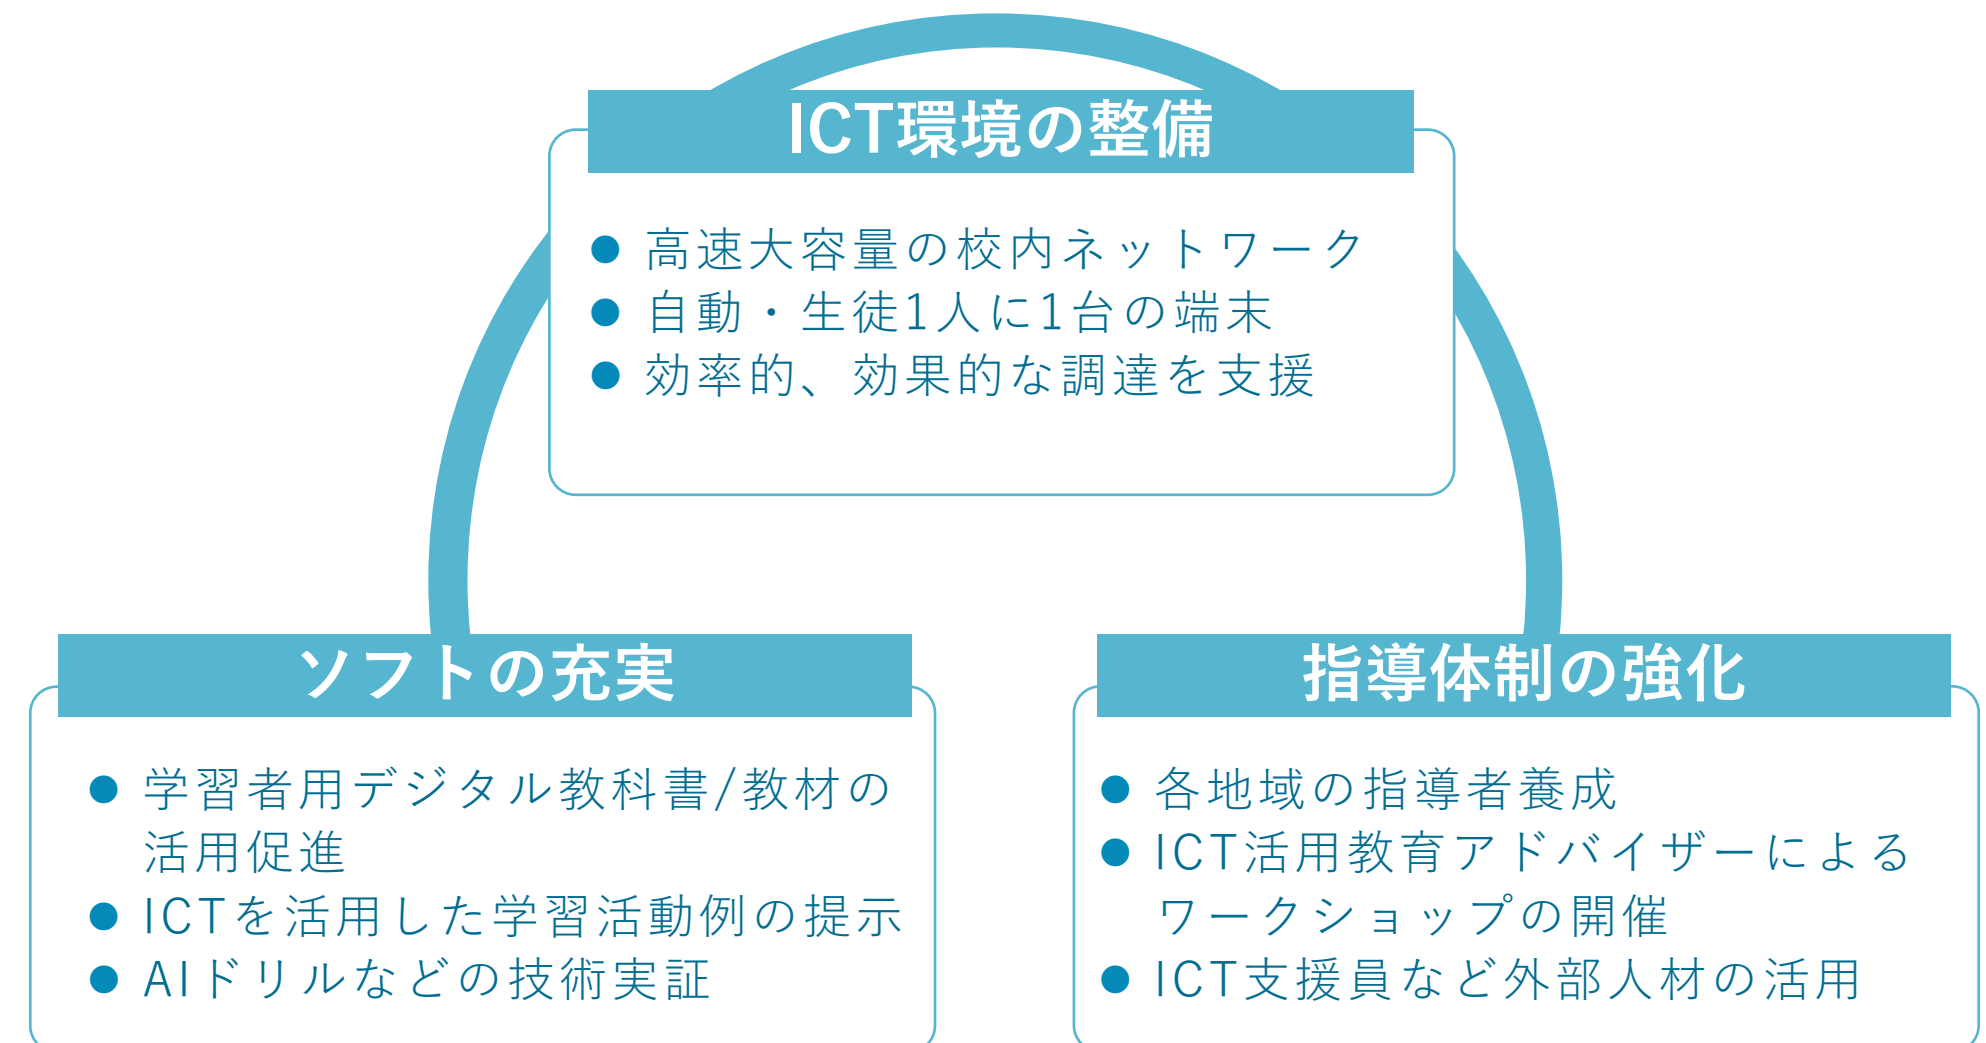 ICT環境の整備
● 高速大容量の校内ネットワーク
● 自動・生徒1人に1台の端末
● 効率的、効果的な調達を支援
ソフトの充実
● 学習者用デジタル教科書/教材の
活用促進
● ICTを活用した学習活動例の提示
● AIドリルなどの技術実証
指導体制の強化
● 各地域の指導者養成
● ICT活用教育アドバイザーによる
ワークショップの開催
● ICT支援員など外部人材の活用